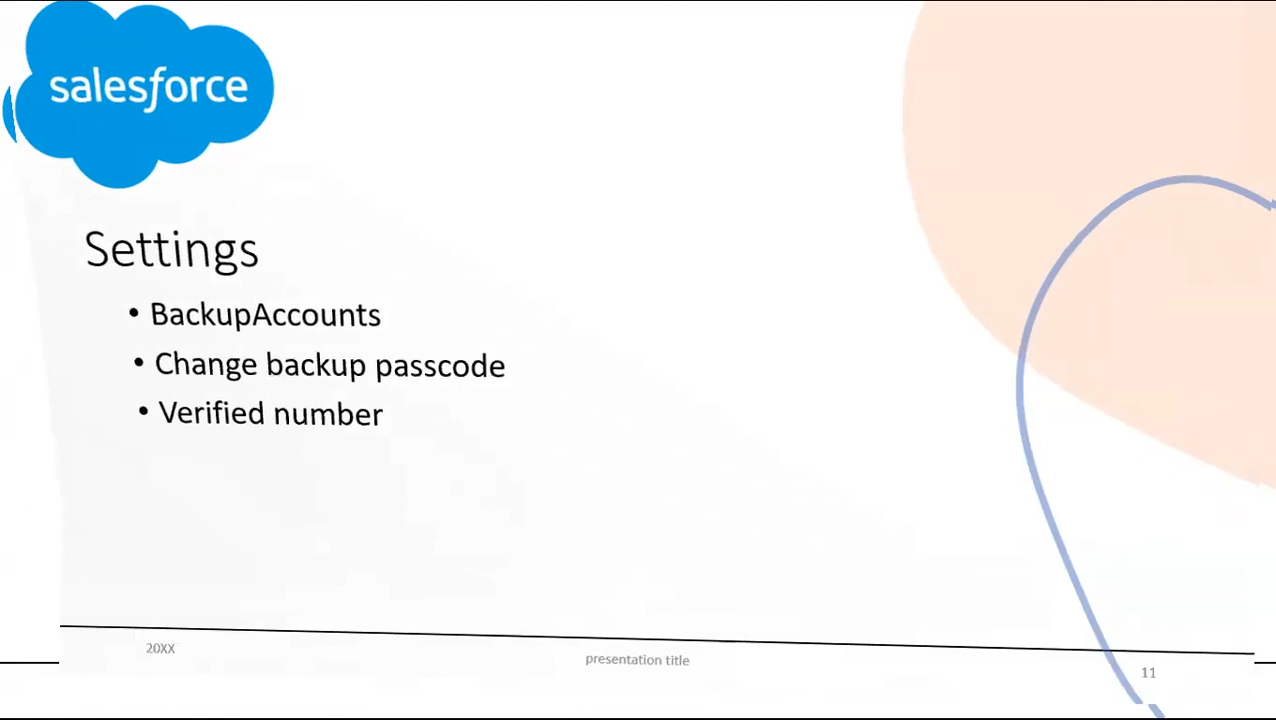 salesforce
Settings
• BackupAccounts
• Change backup passcode
• Verified number
20XX
presentation title
11